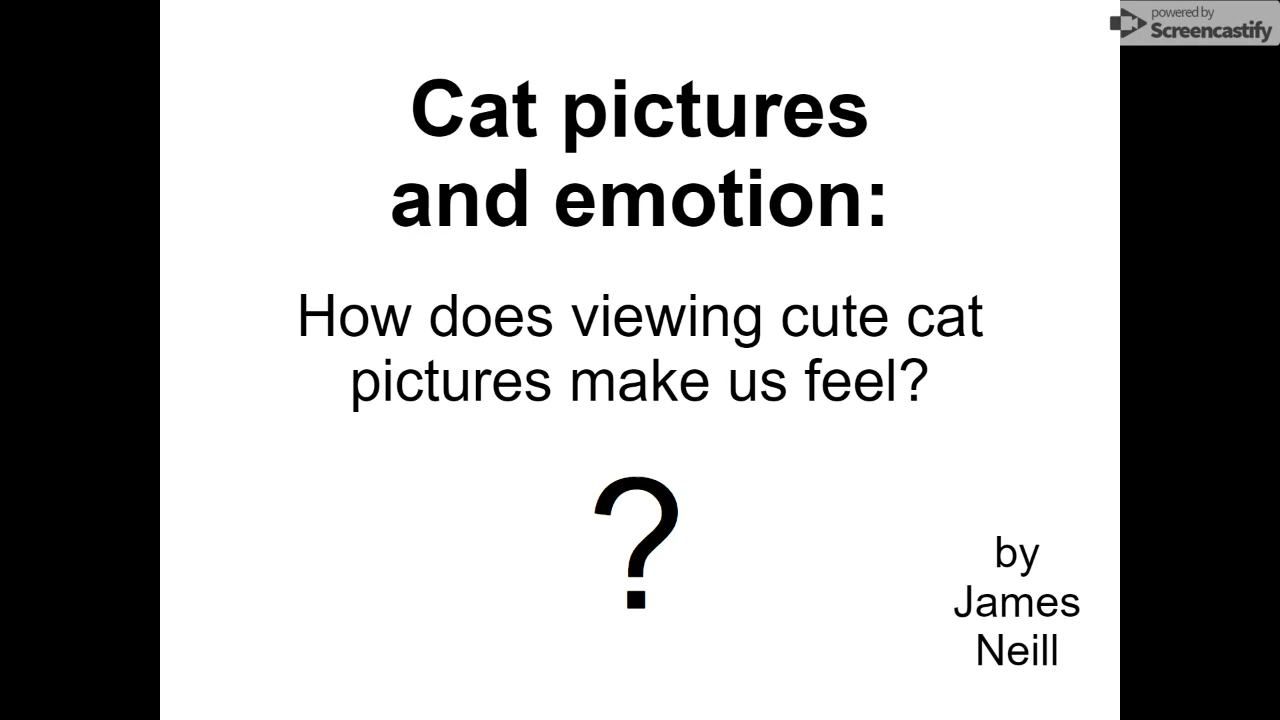 powered by
Screencastify
Cat pictures
and emotion:
How does viewing cute cat
pictures make us feel?
?
by
James
Neill